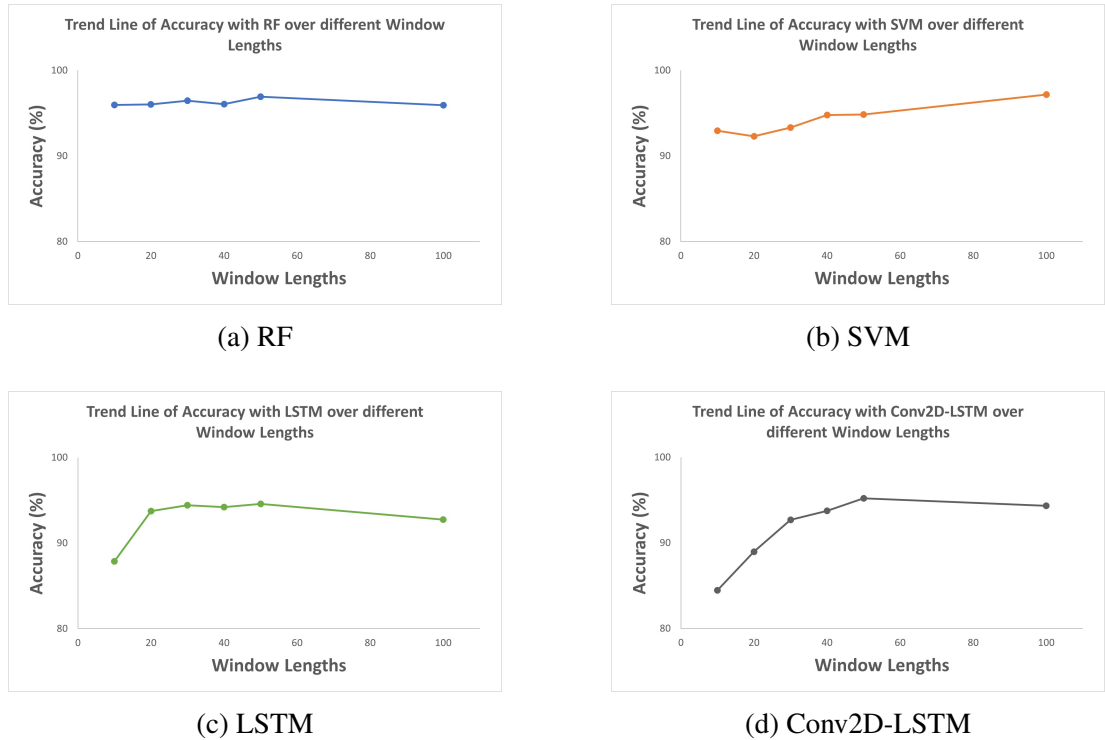 Trend Line of Accuracy with RF over different Window
Lengths
100
90
80
Accuracy (%)
0 20 40 60 80 100
Window Lengths
(a) RF
Trend Line of Accuracy with SVM over different
Window Lengths
100
90
80
Accuracy (%)
0 20 40 60 80 100
Window Lengths
(b) SVM
Trend Line of Accuracy with LSTM over different
Window Lengths
100
90
80
Accuracy (%)
0 20 40 60 80 100
Window Lengths
(c) LSTM
Trend Line of Accuracy with Conv2D-LSTM over
different Window Lengths
100
90
80
Accuracy (%)
0 20 40 60 80 100
Window Lengths
(d) Conv2D-LSTM